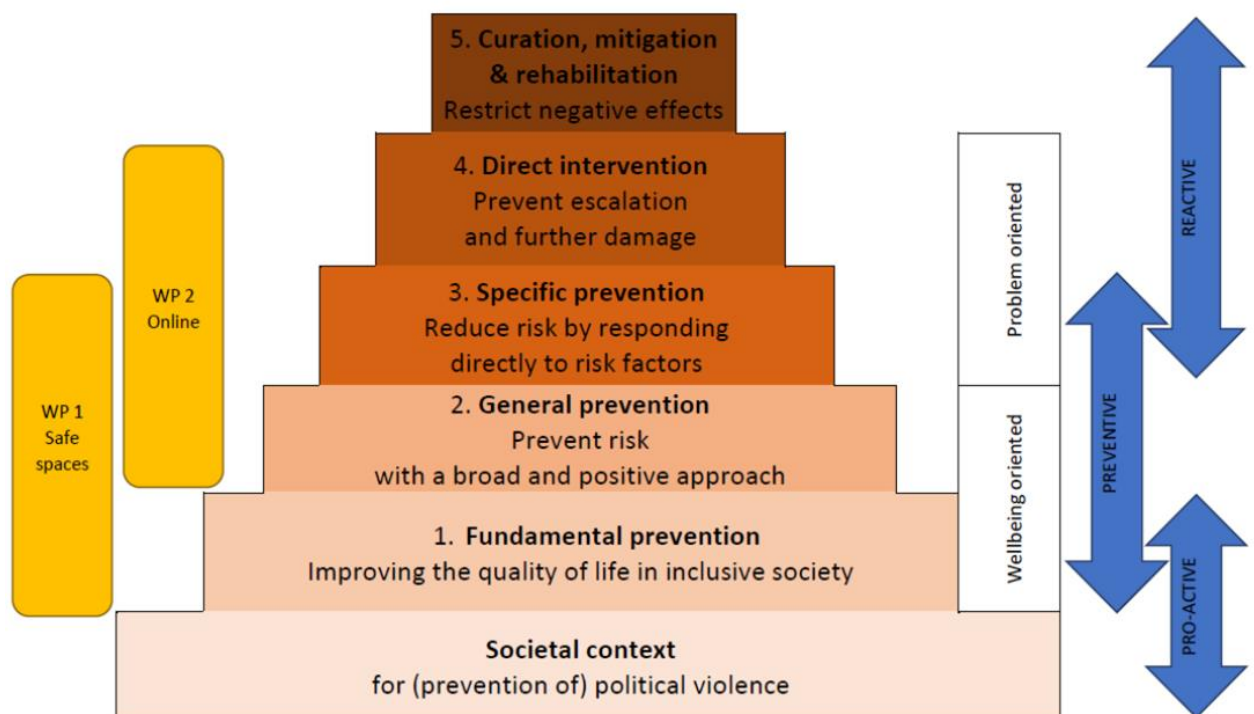 5. Curation, mitigation
& rehabilitation
Restrict negative effects
4. Direct intervention
Prevent escalation
and further damage
3. Specific prevention
Reduce risk by responding
directly to risk factors
2. General prevention
Prevent risk
with a broad and positive approach
1. Fundamental prevention
Improving the quality of life in inclusive society
Societal context
for (prevention of) political violence
WP 1
Safe
spaces
WP 2
Online
Problem oriented
Wellbeing oriented
REACTIVE
PREVENTIVE
PRO-ACTIVE